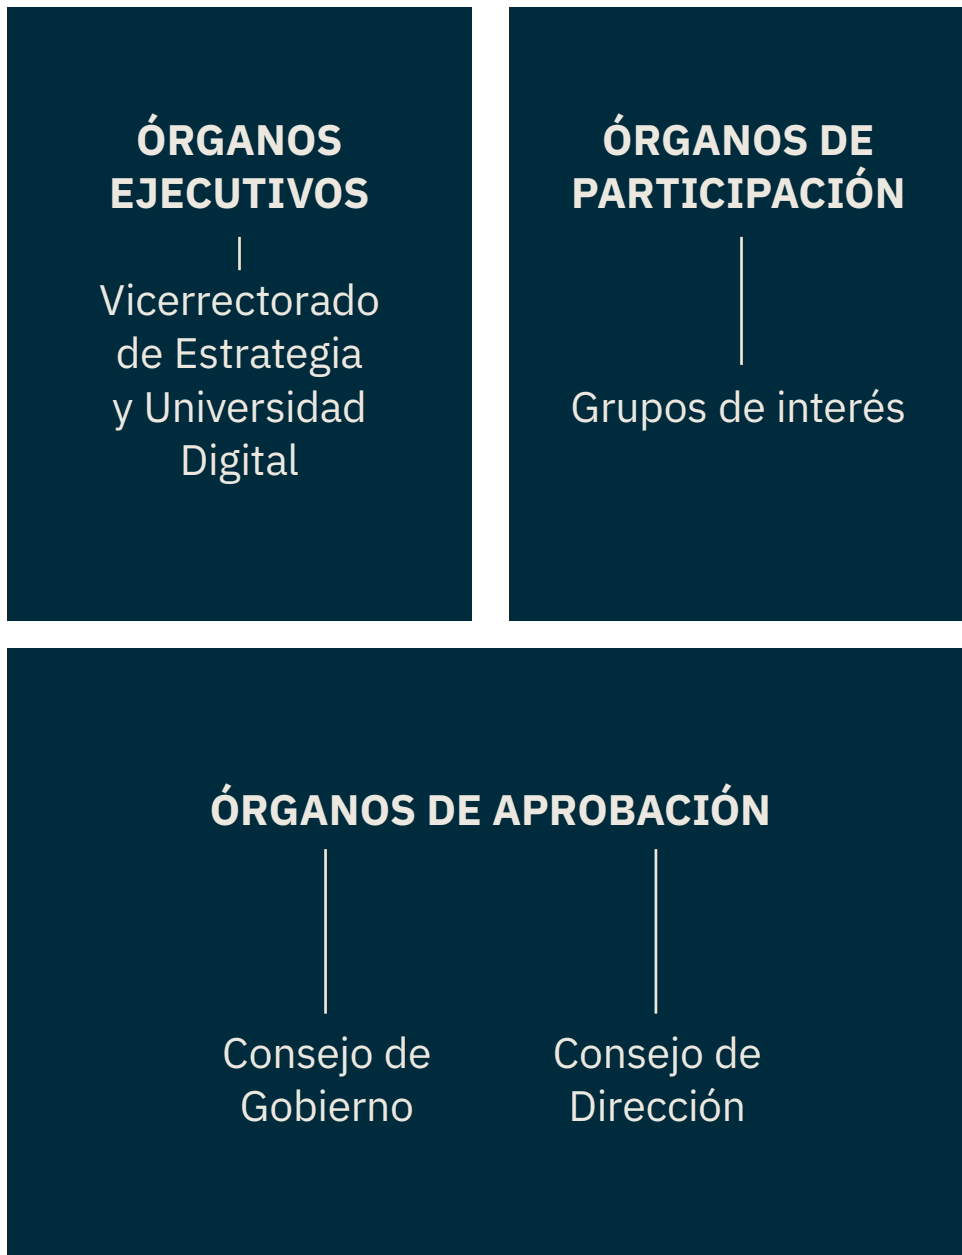 ÓRGANOS
EJECUTIVOS
Vicerrectorado
de Estrategia
y Universidad
Digital
ÓRGANOS DE
PARTICIPACIÓN
Grupos de interés
ÓRGANOS DE APROBACIÓN
Consejo de
Gobierno
Consejo de
Dirección